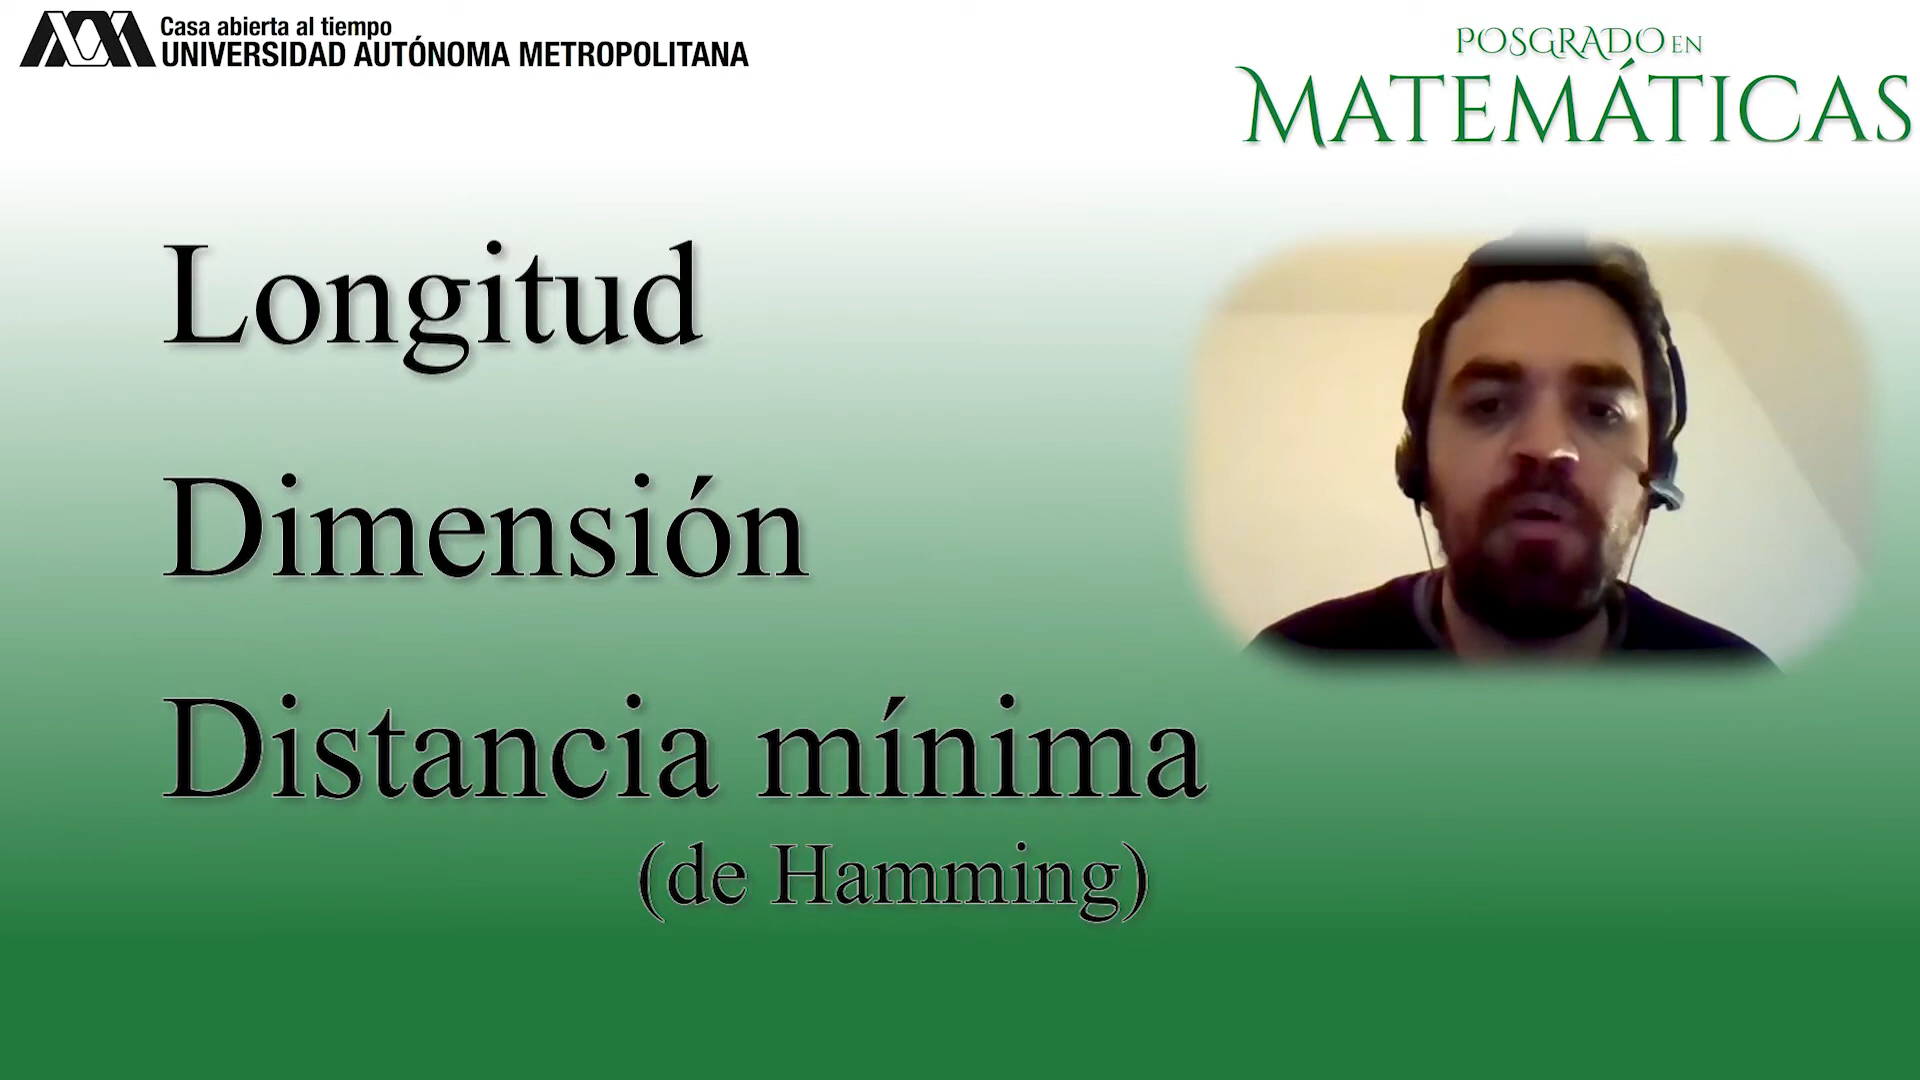 Casa abierta al tiempo
UNIVERSIDAD AUTÓNOMA METROPOLITANA
POSGRADO EN
MATEMÁTICAS
Longitud
Dimensión
Distancia mínima
(de Hamming)